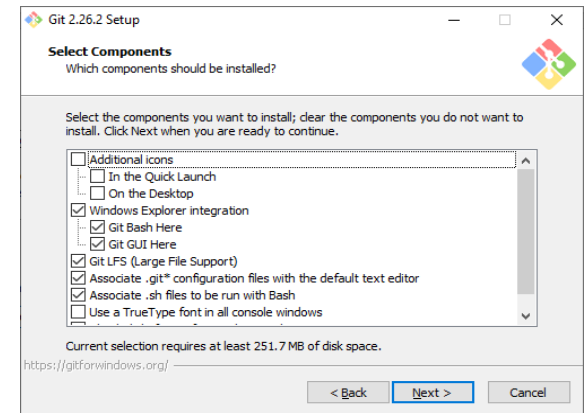 Git 2.26.2 Setup
Select Components
Which components should be installed?
Select the components you want to install; clear the components you do not want to
install. Click Next when you are ready to continue.
Additional icons
In the Quick Launch
On the Desktop
Windows Explorer integration
Git Bash Here
Git GUI Here
Git LFS (Large File Support)
Associate .git* configuration files with the default text editor
Associate .sh files to be run with Bash
Use a TrueType font in all console windows
Current selection requires at least 251.7 MB of disk space.
https://gitforwindows.org/
< Back
Next >
Cancel